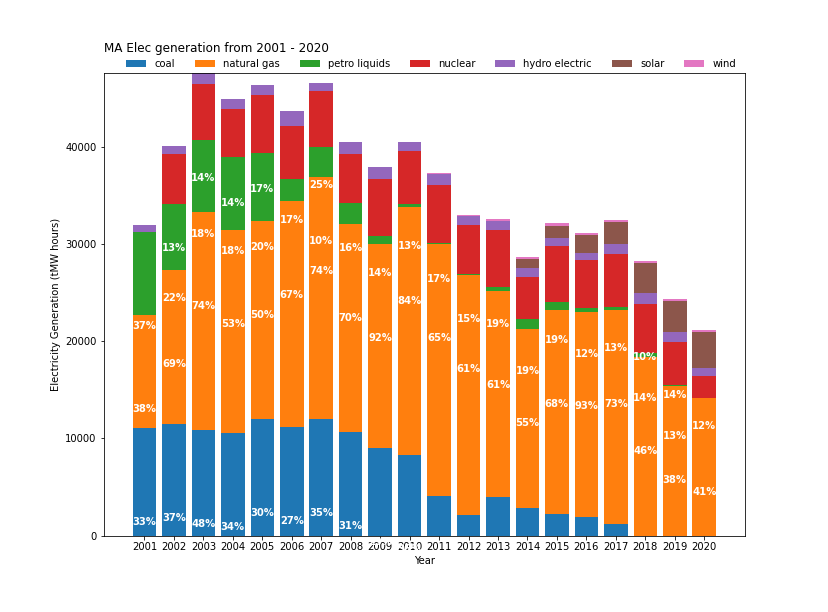 MA Elec generation from 2001 - 2020
coal natural gas petro liquids nuclear hydro electric solar wind
40000
30000
20000
10000
0
Electricity Generation (tMW hours)
37% 38% 33%
13% 22% 69% 37%
14% 18% 74% 48%
14% 18% 53% 34%
17% 20% 50% 30%
17% 67% 27%
25% 10% 74% 35%
16% 70% 31%
14% 92%
13% 84%
17% 65%
15% 61%
19% 61%
19% 55%
19% 68%
12% 93%
13% 73%
10% 14% 46%
14% 13% 38%
12% 41%
2001 2002 2003 2004 2005 2006 2007 2008 2009 2010 2011 2012 2013 2014 2015 2016 2017 2018 2019 2020
Year